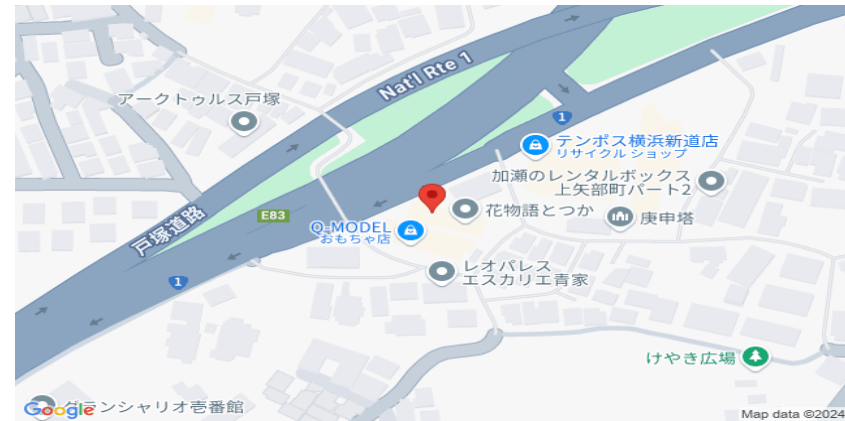 Nat'l Rte 1
アークトゥルス戸塚
1
テンポス横浜新道店
リサイクル ショップ
加瀬のレンタルボックス
上矢部町パート2
花物語とつか
庚申塔
E83
戸塚道路
Q-MODEL
おもちゃ店
レオパレス
エスカリエ青家
1
けやき広場
Google
グランシャリオ壱番館
Map data ©2024